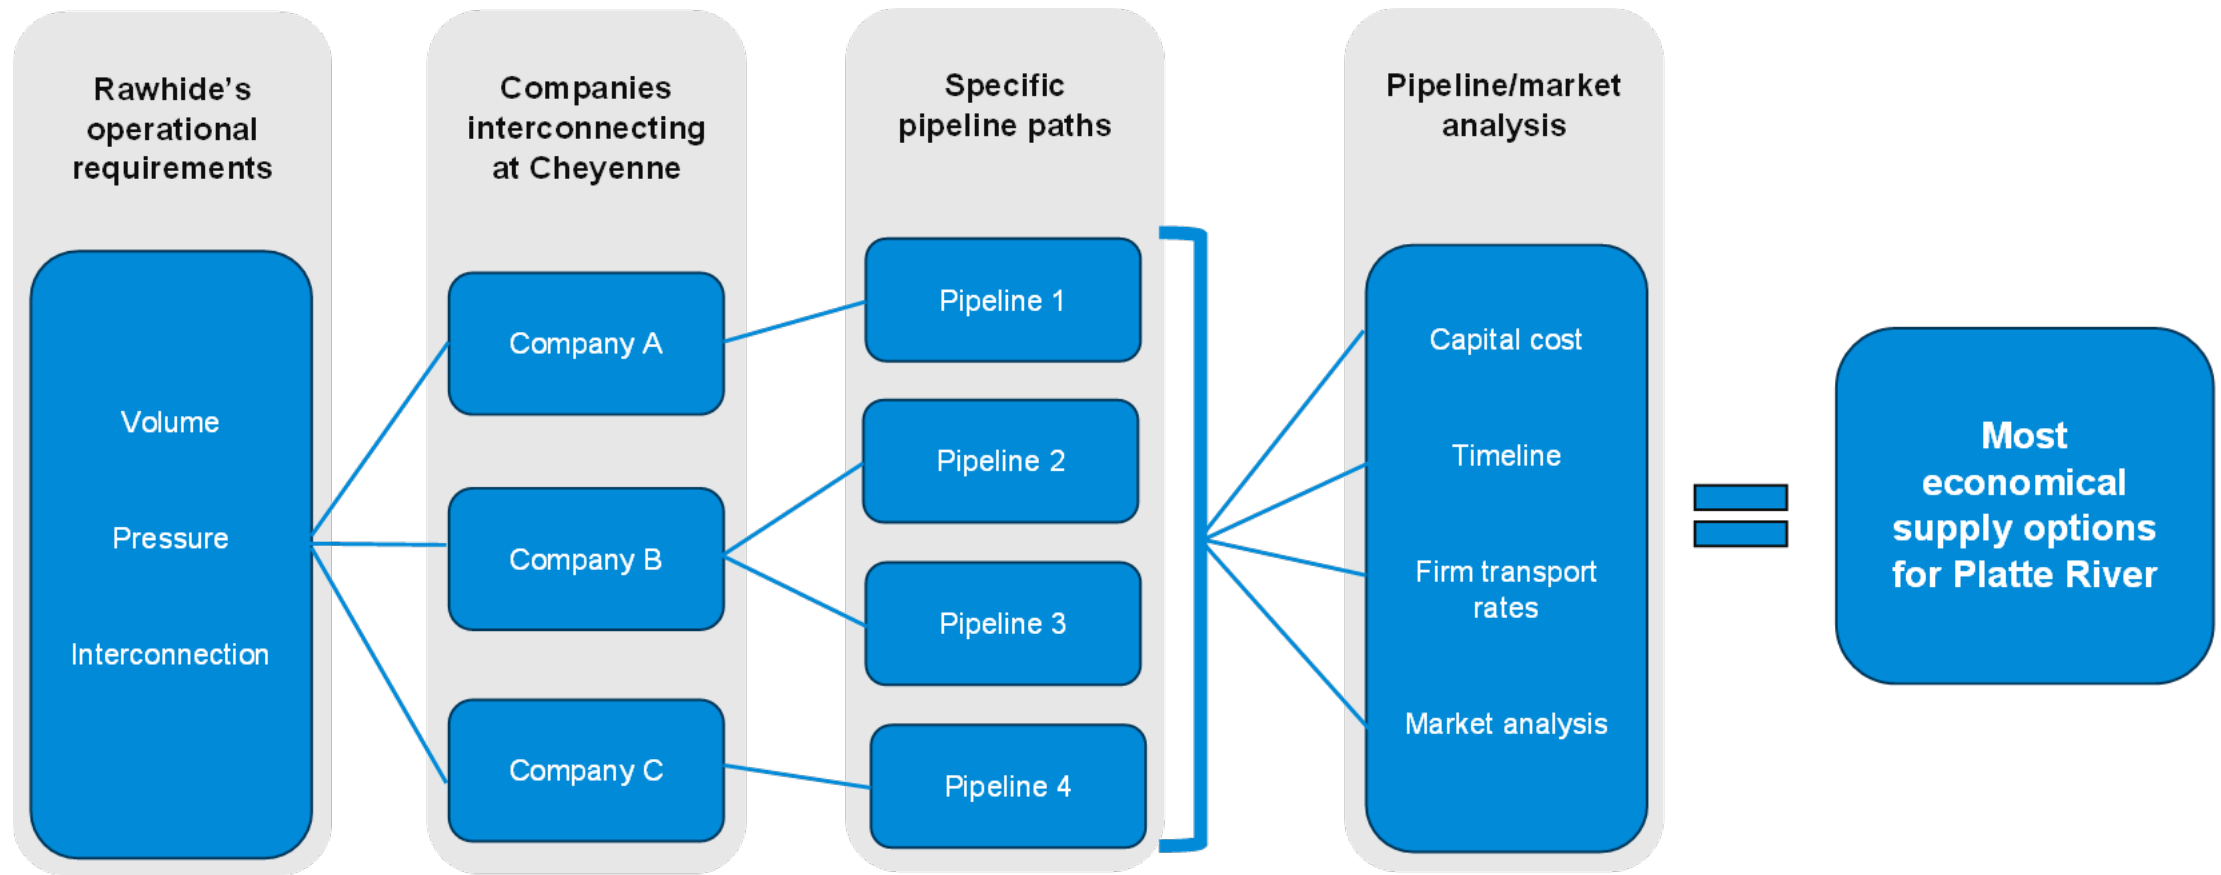 Rawhide's
operational
requirements
Volume
Pressure
Interconnection
Companies
interconnecting
at Cheyenne
Company A
Company B
Company C
Specific
pipeline paths
Pipeline 1
Pipeline 2
Pipeline 3
Pipeline 4
Pipeline/market
analysis
Capital cost
Timeline
Firm transport
rates
Market analysis
Most
economical
supply options
for Platte River